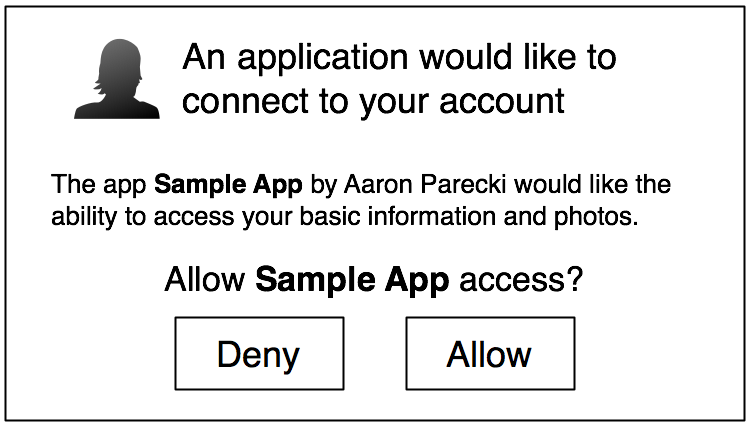 An application would like to
connect to your account
The app Sample App by Aaron Parecki would like the
ability to access your basic information and photos.
Allow Sample App access?
Deny Allow